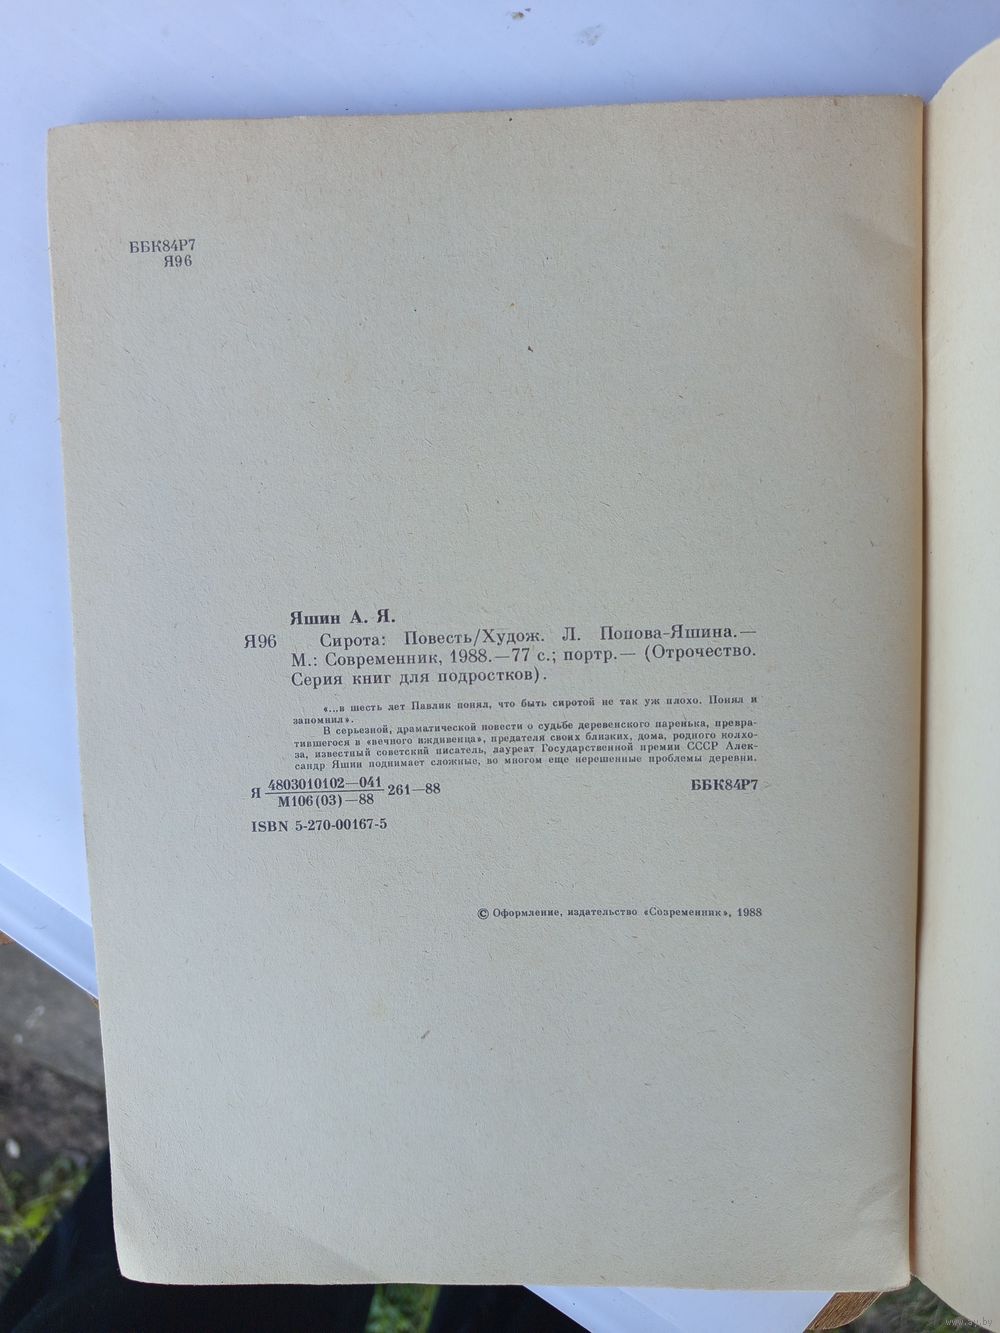 ББК84Р7
Я96
Яшин А. Я.
Я96 Сирота: Повесть/Худож. Л. Попова-Яшина.—
М.: Современник, 1988.—77 с.; портр.— (Отрочество.
Серия книг для подростков).
«...в шесть лет Павлик понял, что быть сиротой не так уж плохо. Понял и
запомнил».
В серьезной, драматической повести о судьбе деревенского паренька, превра-
тившегося в «вечного иждивенца», предателя своих близких, дома, родного колхо-
за, известный советский писатель, лауреат Государственной премии СССР Алек-
сандр Яшин поднимает сложные, во многом еще нерешенные проблемы деревни.
Я 4803010102—041
М106(03)—88 261—88 ББК84Р7
ISBN 5-270-00167-5
© Оформление, издательство «Современник», 1988
www.ay.by